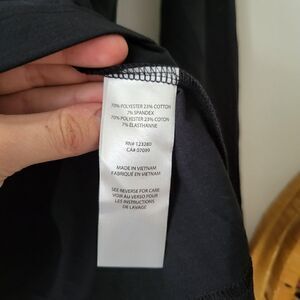 70% POLYESTER 23% COTTON
7% SPANDEX
70% POLYESTER 23% COTON
7% ÉLASTHANNE
RN# 123280
CA# 07099
MADE IN VIETNAM
FABRIQUÉ EN VIETNAM
SEE REVERSE FOR CARE
VOIR AU VERSO POUR
LES INSTRUCTIONS
DE LAVAGE